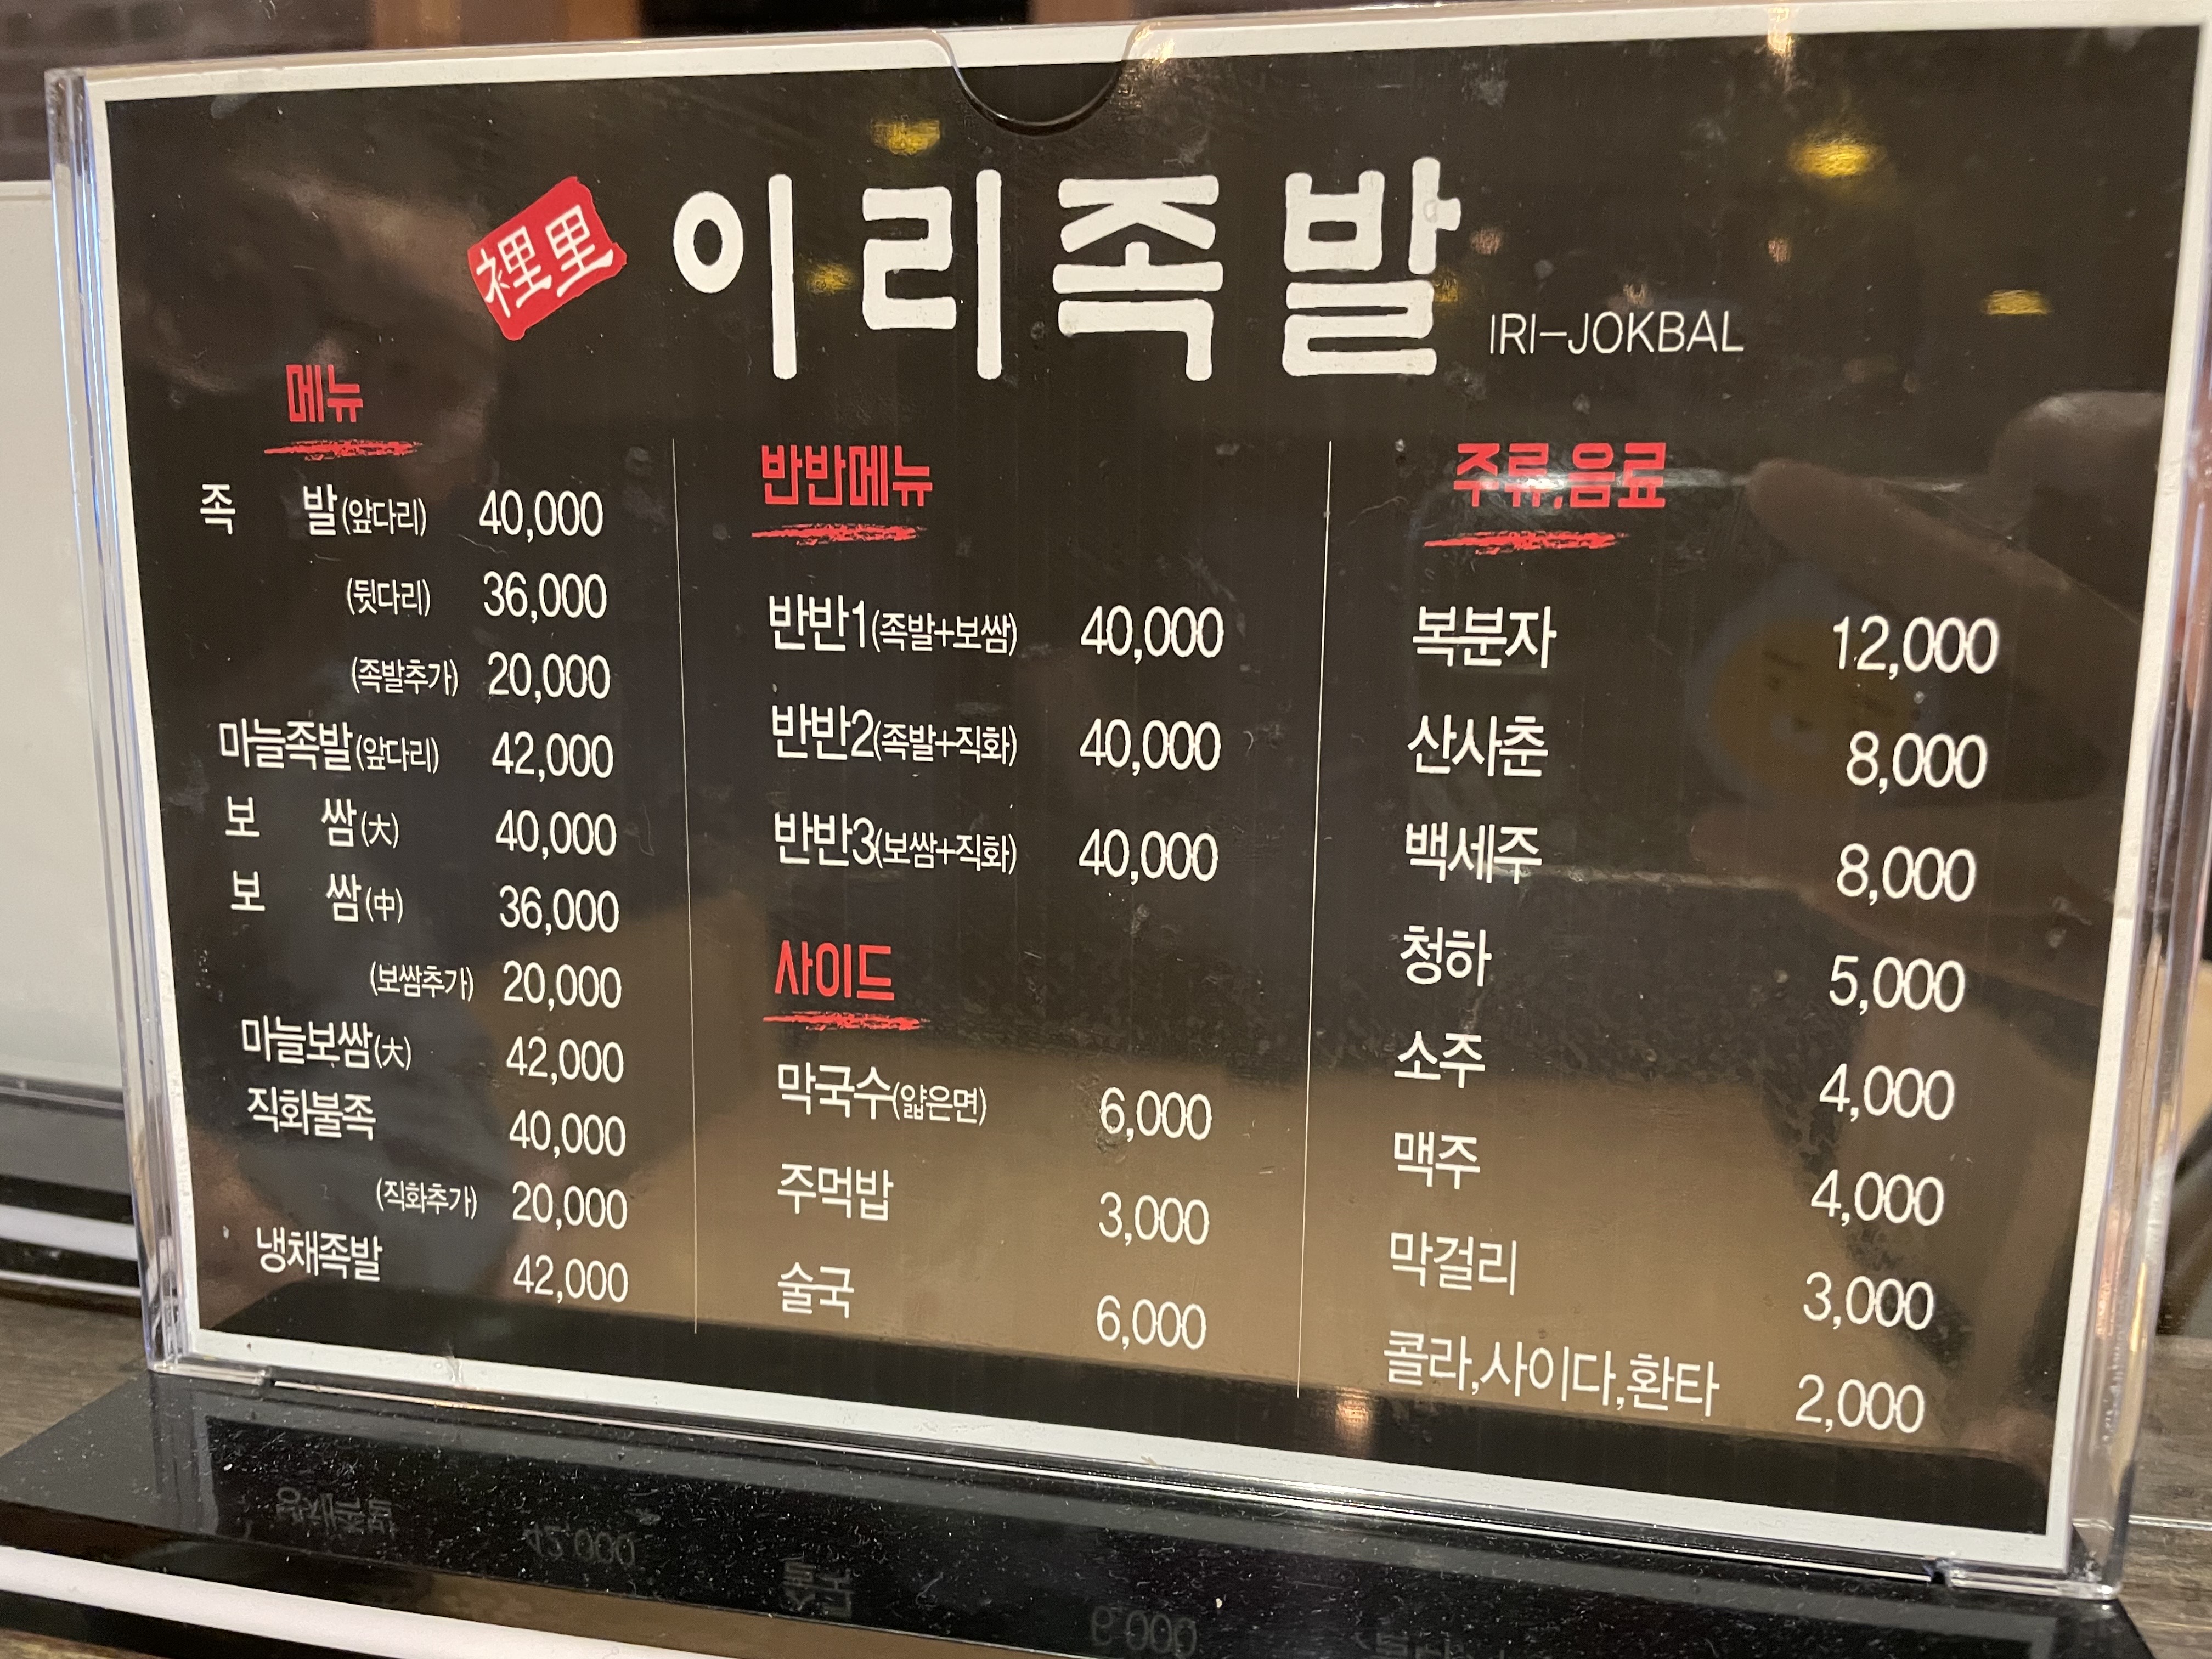 裡里 이리족발 IRI-JOKBAL
메뉴
족 발(앞다리) 40,000
(뒷다리) 36,000
(족발추가) 20,000
마늘족발(앞다리) 42,000
보 쌈(大) 40,000
보 쌈(中) 36,000
(보쌈추가) 20,000
마늘보쌈(大) 42,000
직화불족 40,000
(직화추가) 20,000
냉채족발 42,000
반반메뉴
반반1(족발+보쌈) 40,000
반반2(족발+직화) 40,000
반반3(보쌈+직화) 40,000
사이드
막국수(얇은면) 6,000
주먹밥 3,000
술국 6,000
주류,음료
복분자 12,000
산사춘 8,000
백세주 8,000
청하 5,000
소주 4,000
맥주 4,000
막걸리 3,000
콜라,사이다,환타 2,000